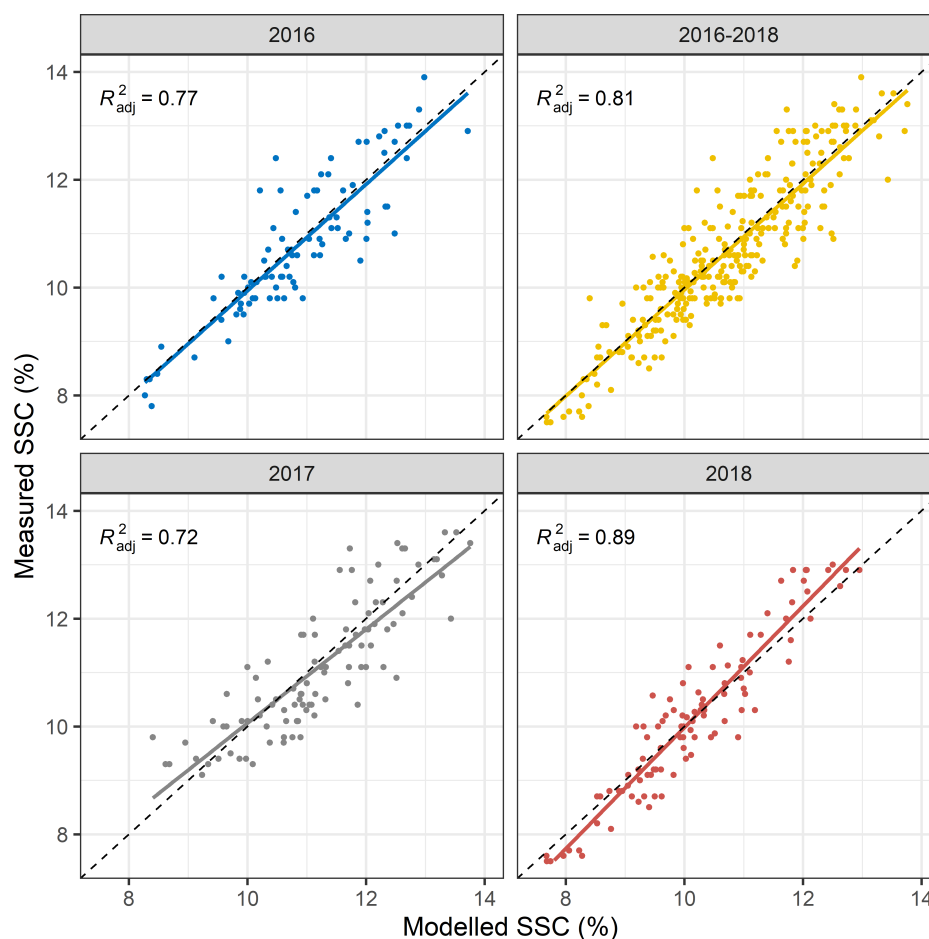 2016
2016-2018
R²adj = 0.77
R²adj = 0.81
14
12
10
8
2017
2018
R²adj = 0.72
R²adj = 0.89
14
12
10
8
8 10 12 14
8 10 12 14
Measured SSC (%)
Modelled SSC (%)